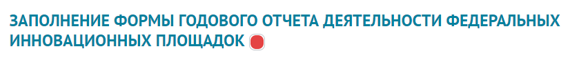 ЗАПОЛНЕНИЕ ФОРМЫ ГОДОВОГО ОТЧЕТА ДЕЯТЕЛЬНОСТИ ФЕДЕРАЛЬНЫХ
ИННОВАЦИОННЫХ ПЛОЩАДОК